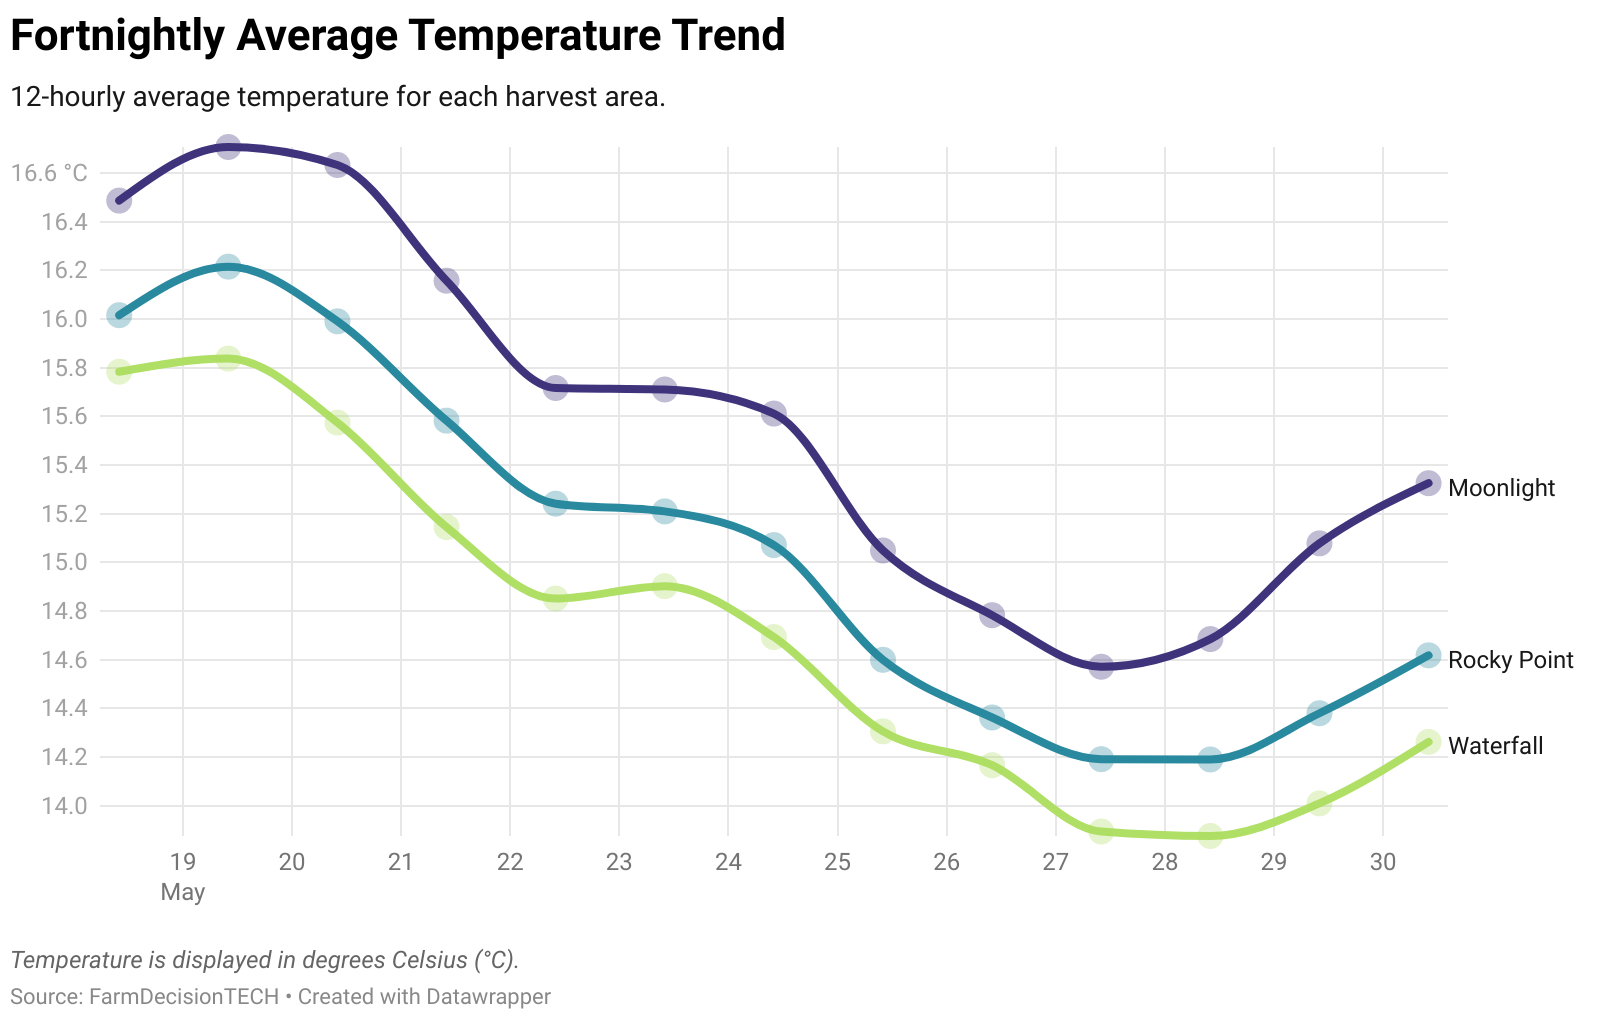 Fortnightly Average Temperature Trend
12-hourly average temperature for each harvest area.
16.6 °C
16.4
16.2
16.0
15.8
15.6
15.4
15.2
15.0
14.8
14.6
14.4
14.2
14.0
Moonlight
Rocky Point
Waterfall
19 20 21 22 23 24 25 26 27 28 29 30
May
Temperature is displayed in degrees Celsius (°C).
Source: FarmDecisionTECH • Created with Datawrapper